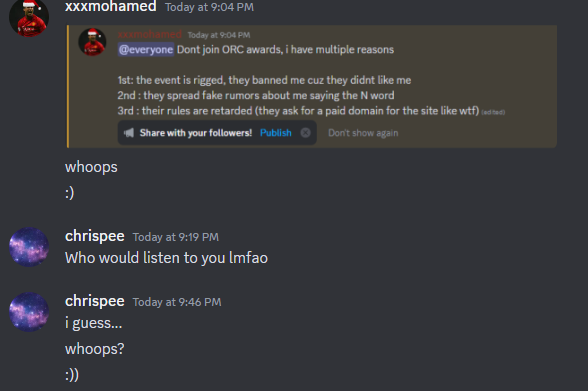 xxxmohamed Today at 9:04 PM
xxxmohamed Today at 9:04 PM
@everyone Dont join ORC awards, i have multiple reasons
1st: the event is rigged, they banned me cuz they didnt like me
2nd : they spread fake rumors about me saying the N word
3rd : their rules are retarded (they ask for a paid domain for the site like wtf) (edited)
Share with your followers! Publish Don't show again
whoops
:)
chrispee Today at 9:19 PM
Who would listen to you lmfao
chrispee Today at 9:46 PM
i guess...
whoops?
:))